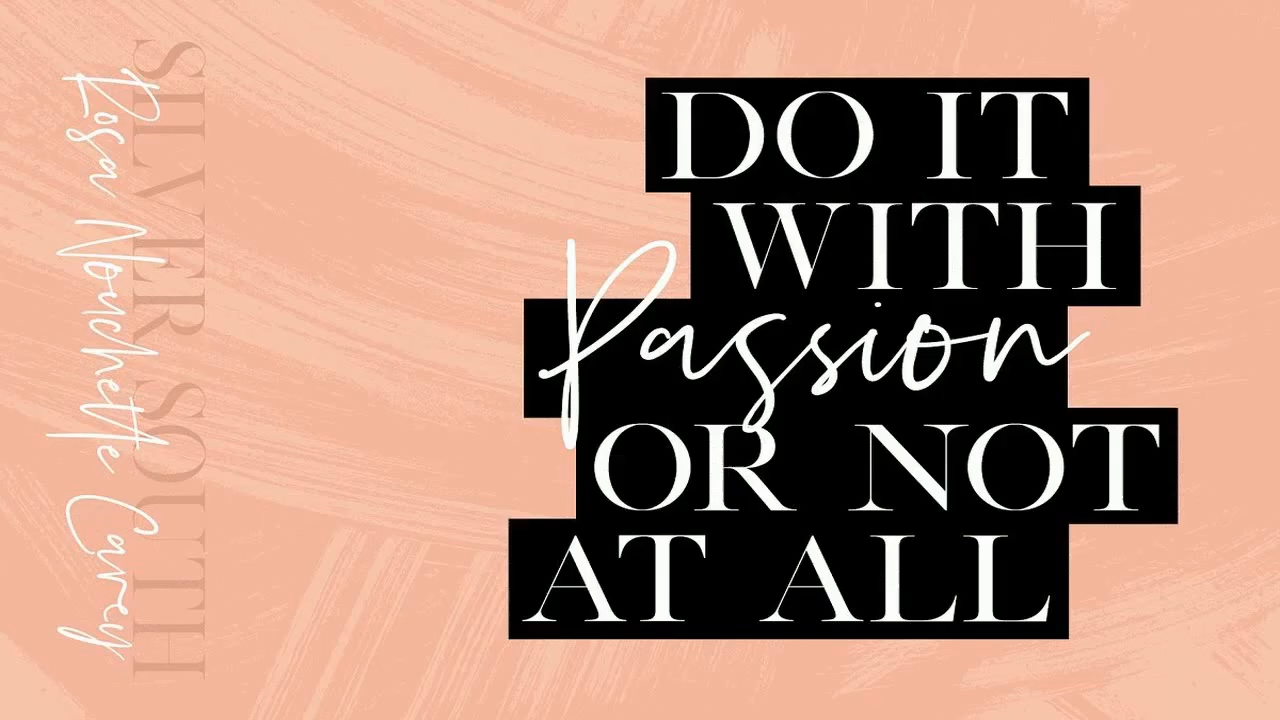 SILVER SOUTH
Rosa Nouchette Carey
DO IT
WITH
Passion
OR NOT
AT ALL